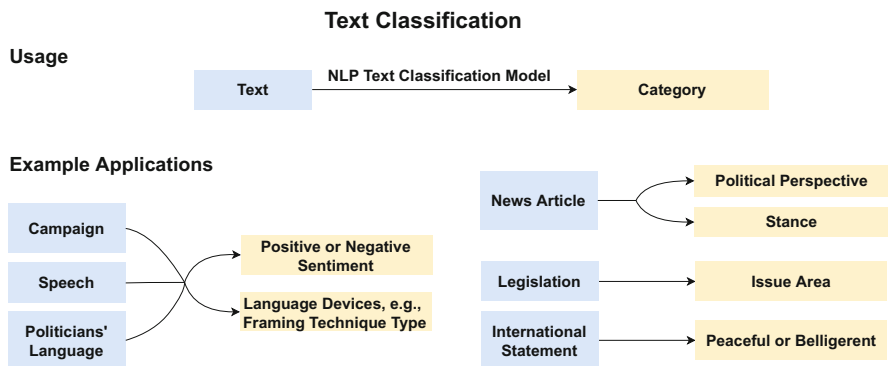 Text Classification
Usage
Text
NLP Text Classification Model
Category
Example Applications
Campaign
Speech
Politicians'
Language
Positive or Negative
Sentiment
Language Devices, e.g.,
Framing Technique Type
News Article
Political Perspective
Stance
Legislation
Issue Area
International
Statement
Peaceful or Belligerent